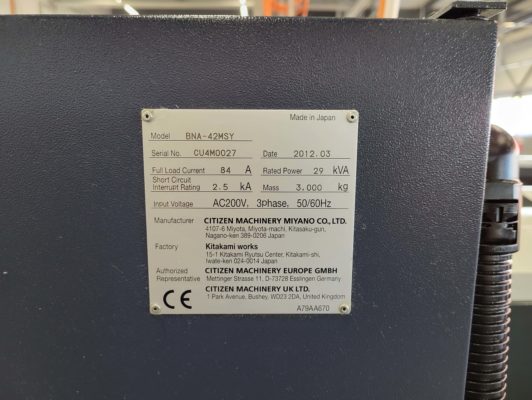 Made in Japan
Model BNA-42MSY
Serial No. CU4M0027 Date 2012.03
Full Load Current 84 A Rated Power 29 kVA
Short Circuit
Interrupt Rating 2.5 kA Mass 3,000 kg
Input Voltage AC200V, 3phase, 50/60Hz
Manufacturer CITIZEN MACHINERY MIYANO CO., LTD.
4107-6 Miyota, Miyota-machi, Kitasaku-gun,
Nagano-ken 389-0206 Japan
Factory Kitakami works
15-1 Kitakami Ryutsu Center, Kitakami-shi,
Iwate-ken 024-0014 Japan
Authorized CITIZEN MACHINERY EUROPE GMBH
Representative Mettinger Strasse 11, D-73728 Esslingen Germany
CITIZEN MACHINERY UK LTD.
1 Park Avenue, Bushey, WD23 2DA, United Kingdom
CE
A79AA670